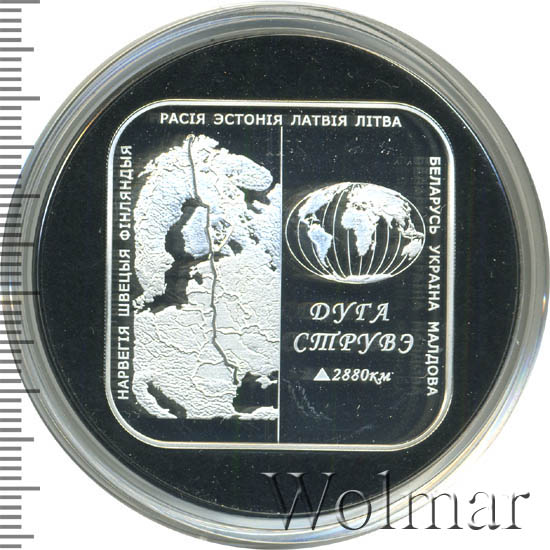 РАСІЯ ЭСТОНІЯ ЛАТВІЯ ЛІТВА
НАРВЕГІЯ ШВЕЦЫЯ ФІНЛЯНДЫЯ
БЕЛАРУСЬ УКРАІНА МАЛДОВА
ДУГА
СТРУВЭ
▲2880км
Wolmar